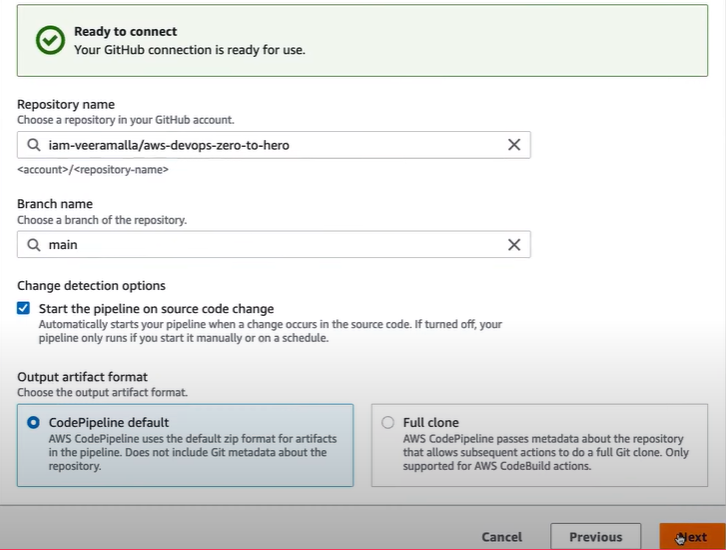 Ready to connect
Your GitHub connection is ready for use.
Repository name
Choose a repository in your GitHub account.
iam-veeramalla/aws-devops-zero-to-hero
<account>/<repository-name>
Branch name
Choose a branch of the repository.
main
Change detection options
Start the pipeline on source code change
Automatically starts your pipeline when a change occurs in the source code. If turned off, your
pipeline only runs if you start it manually or on a schedule.
Output artifact format
Choose the output artifact format.
CodePipeline default
AWS CodePipeline uses the default zip format for artifacts
in the pipeline. Does not include Git metadata about the
repository.
Full clone
AWS CodePipeline passes metadata about the repository
that allows subsequent actions to do a full Git clone. Only
supported for AWS CodeBuild actions.
Cancel
Previous
Next